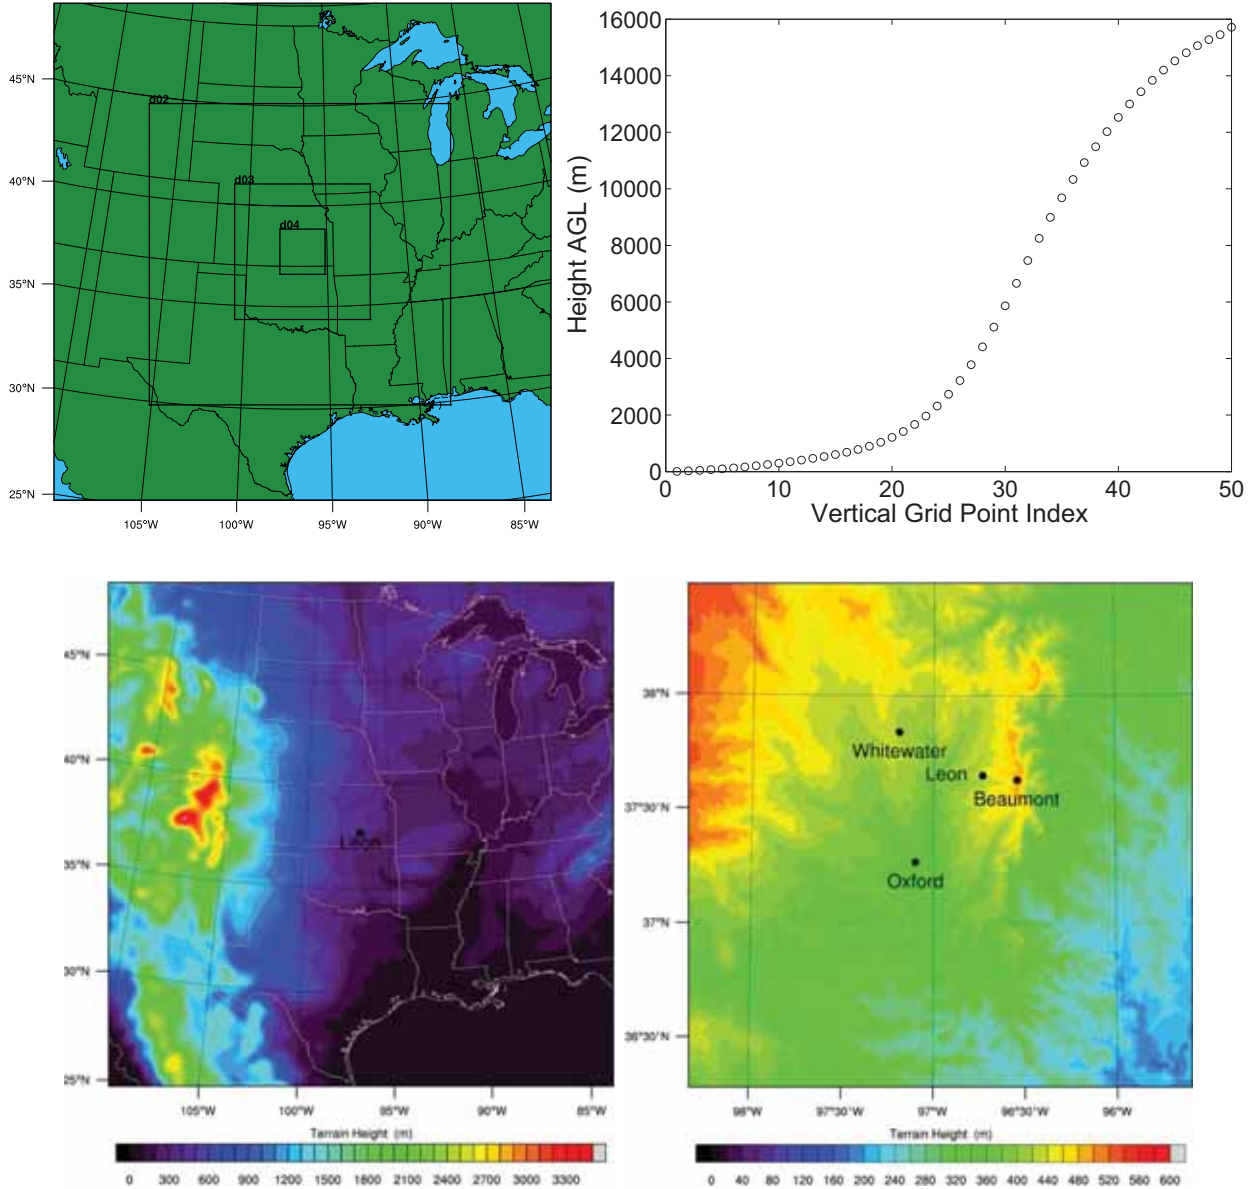 45°N
40°N
35°N
30°N
25°N
d02
d03
d04
105°W 100°W 95°W 90°W 85°W
16000
14000
12000
10000
8000
6000
4000
2000
0
Height AGL (m)
0 10 20 30 40 50
Vertical Grid Point Index
45°N
40°N
35°N
30°N
25°N
Leon
105°W 100°W 95°W 90°W 85°W
Terrain Height (m)
0 300 600 900 1200 1500 1800 2100 2400 2700 3000 3300
38°N
37°30'N
37°N
36°30'N
Whitewater
Leon
Beaumont
Oxford
98°W 97°30'W 97°W 96°30'W 96°W
Terrain Height (m)
0 40 80 120 160 200 240 280 320 360 400 440 480 520 560 600